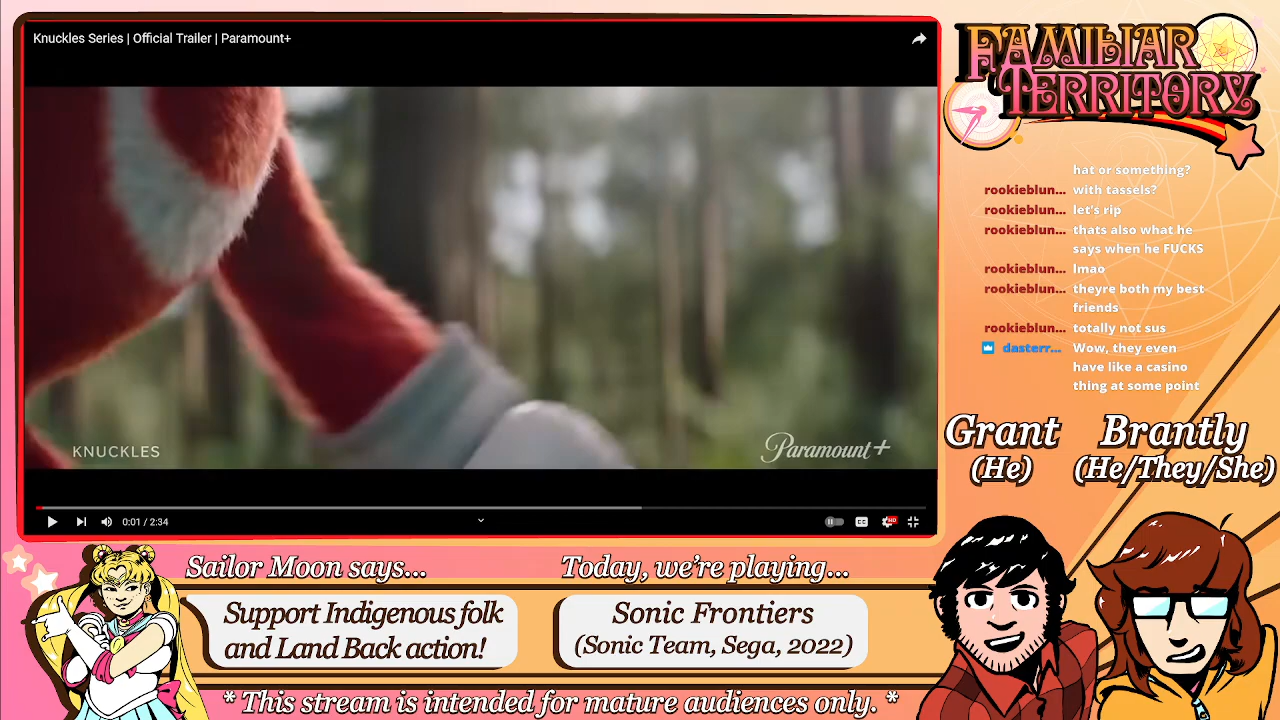 Knuckles Series | Official Trailer | Paramount+
KNUCKLES
Paramount+
0:01 / 2:34
CC
HD
FAMILIAR
TERRITORY
hat or something?
rookieblun... with tassels?
rookieblun... let's rip
rookieblun... thats also what he
says when he FUCKS
rookieblun... lmao
rookieblun... theyre both my best
friends
rookieblun... totally not sus
dasterr... Wow, they even
have like a casino
thing at some point
Grant
(He)
Brantly
(He/They/She)
Sailor Moon says...
Support Indigenous folk
and Land Back action!
Today, we're playing...
Sonic Frontiers
(Sonic Team, Sega, 2022)
* This stream is intended for mature audiences only. *